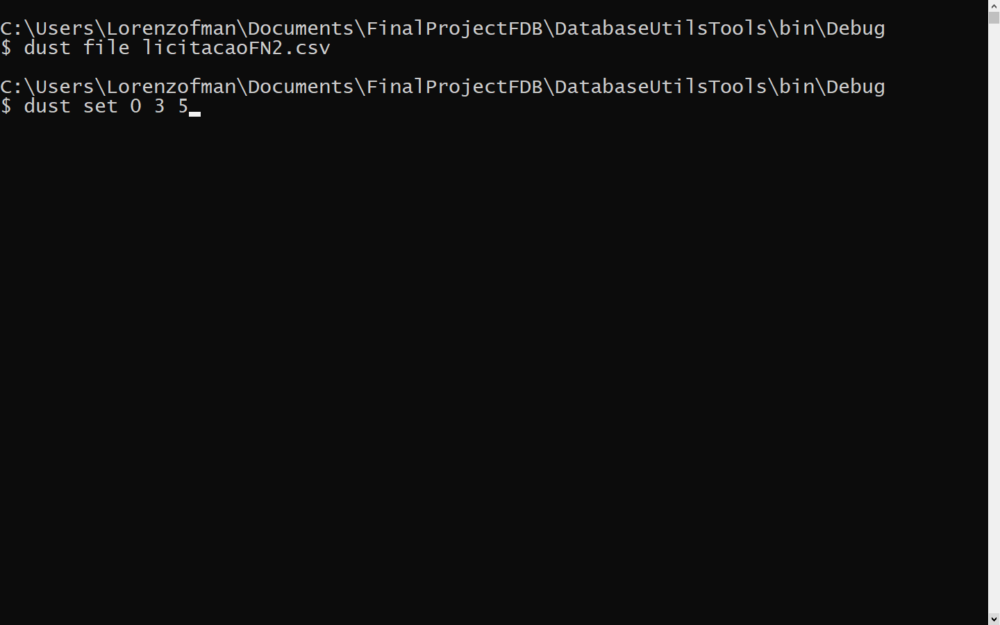 C:\Users\Lorenzofman\Documents\FinalProjectFDB\DatabaseUtilsTools\bin\Debug
$ dust file licitacaoFN2.csv
C:\Users\Lorenzofman\Documents\FinalProjectFDB\DatabaseUtilsTools\bin\Debug
$ dust set 0 3 5